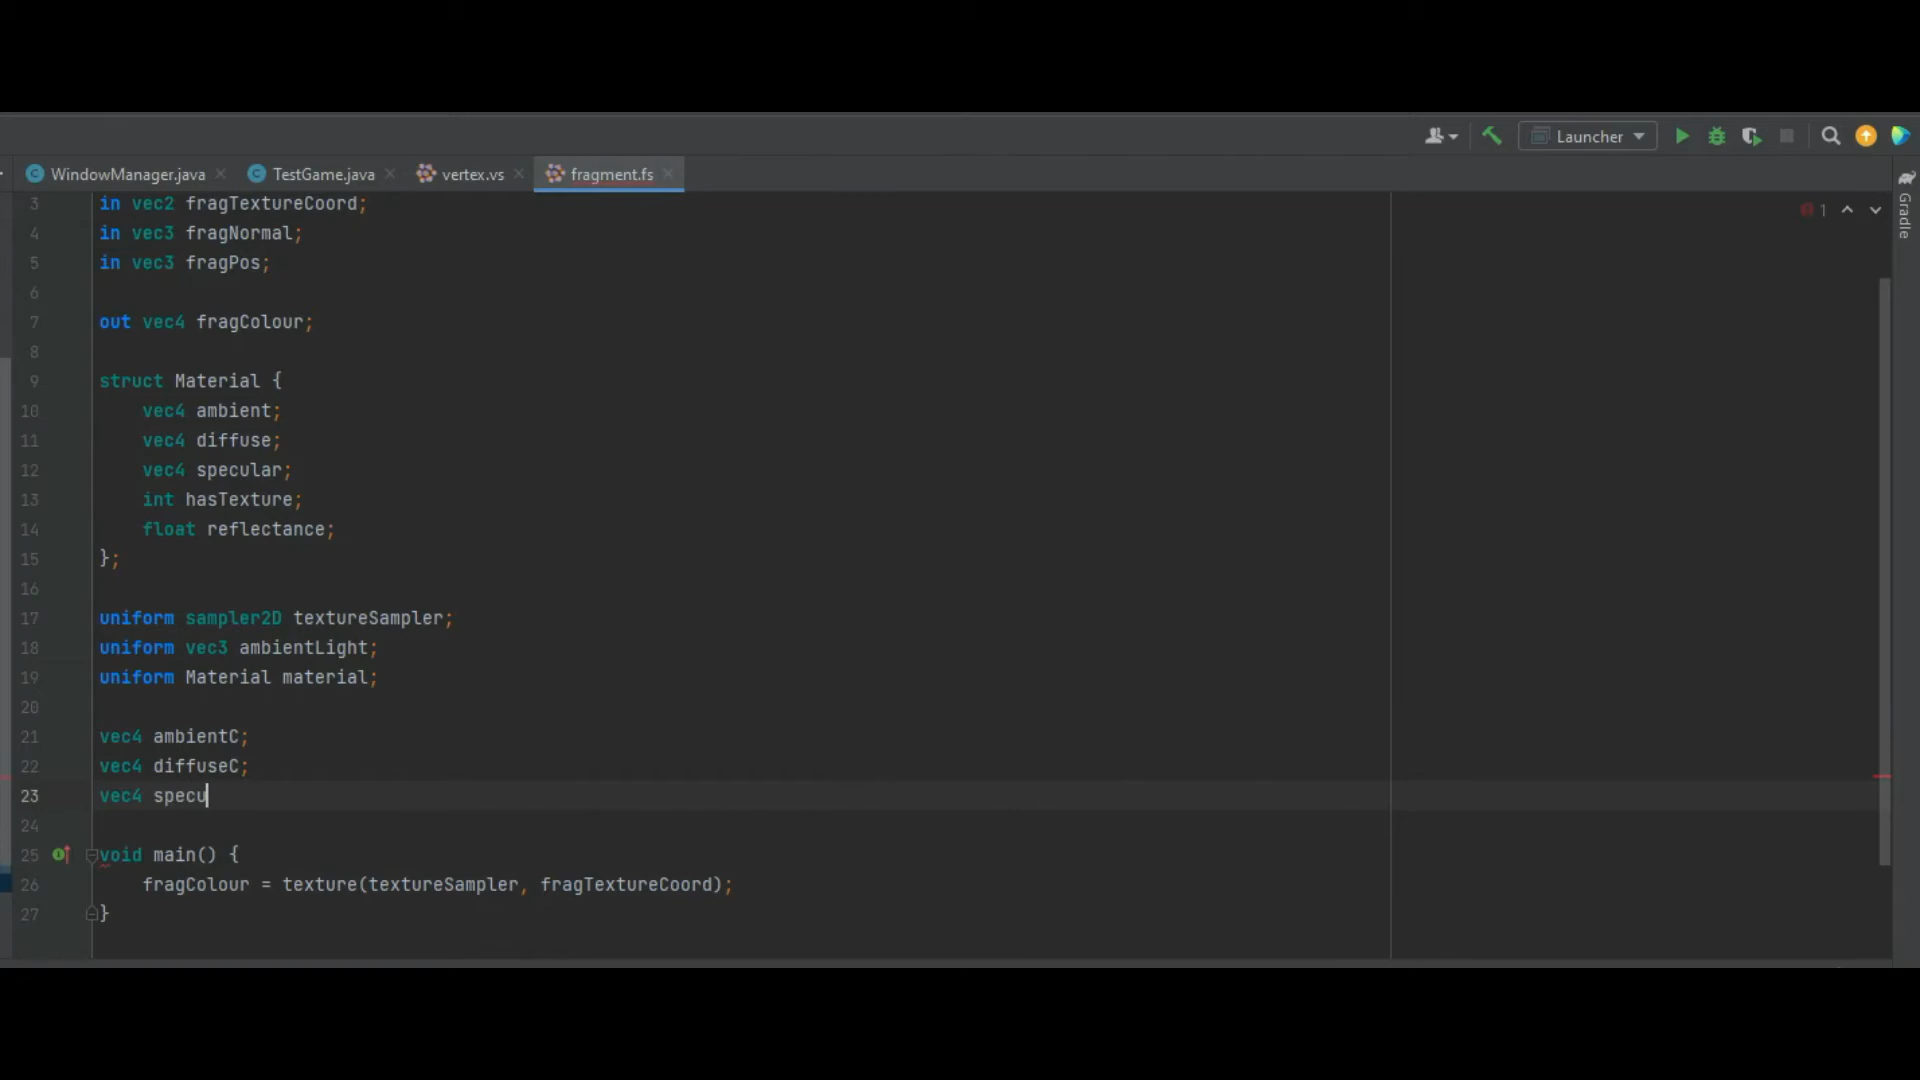 Launcher
WindowManager.java
TestGame.java
vertex.vs
fragment.fs
1
Gradle
3 in vec2 fragTextureCoord;
4 in vec3 fragNormal;
5 in vec3 fragPos;
6
7 out vec4 fragColour;
8
9 struct Material {
10 vec4 ambient;
11 vec4 diffuse;
12 vec4 specular;
13 int hasTexture;
14 float reflectance;
15 };
16
17 uniform sampler2D textureSampler;
18 uniform vec3 ambientLight;
19 uniform Material material;
20
21 vec4 ambientC;
22 vec4 diffuseC;
23 vec4 specu
24
25 void main() {
26 fragColour = texture(textureSampler, fragTextureCoord);
27 }